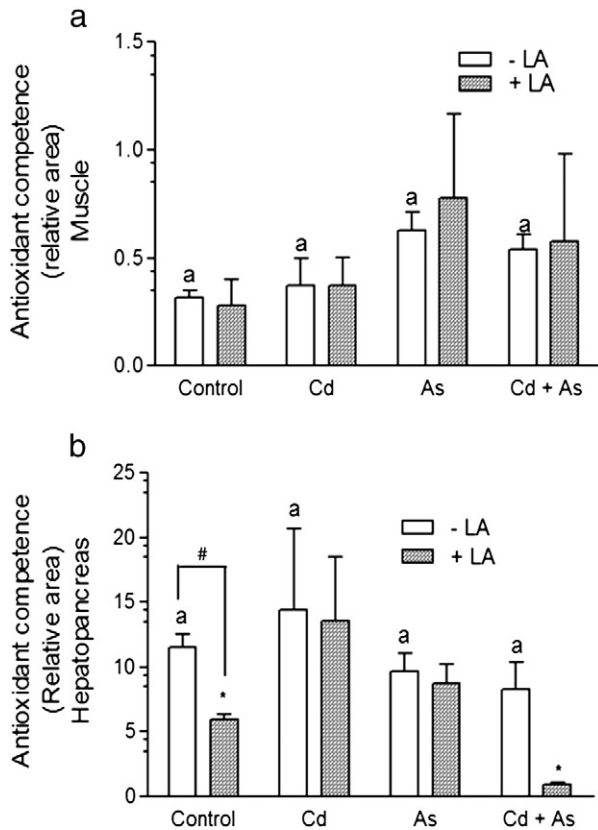 a
Antioxidant competence
(relative area)
Muscle
1.5
1.0
0.5
0.0
- LA
+ LA
a
a
a
a
Control
Cd
As
Cd + As
b
Antioxidant competence
(Relative area)
Hepatopancreas
25
20
15
10
5
0
- LA
+ LA
#
a
*
a
a
a
*
Control
Cd
As
Cd + As